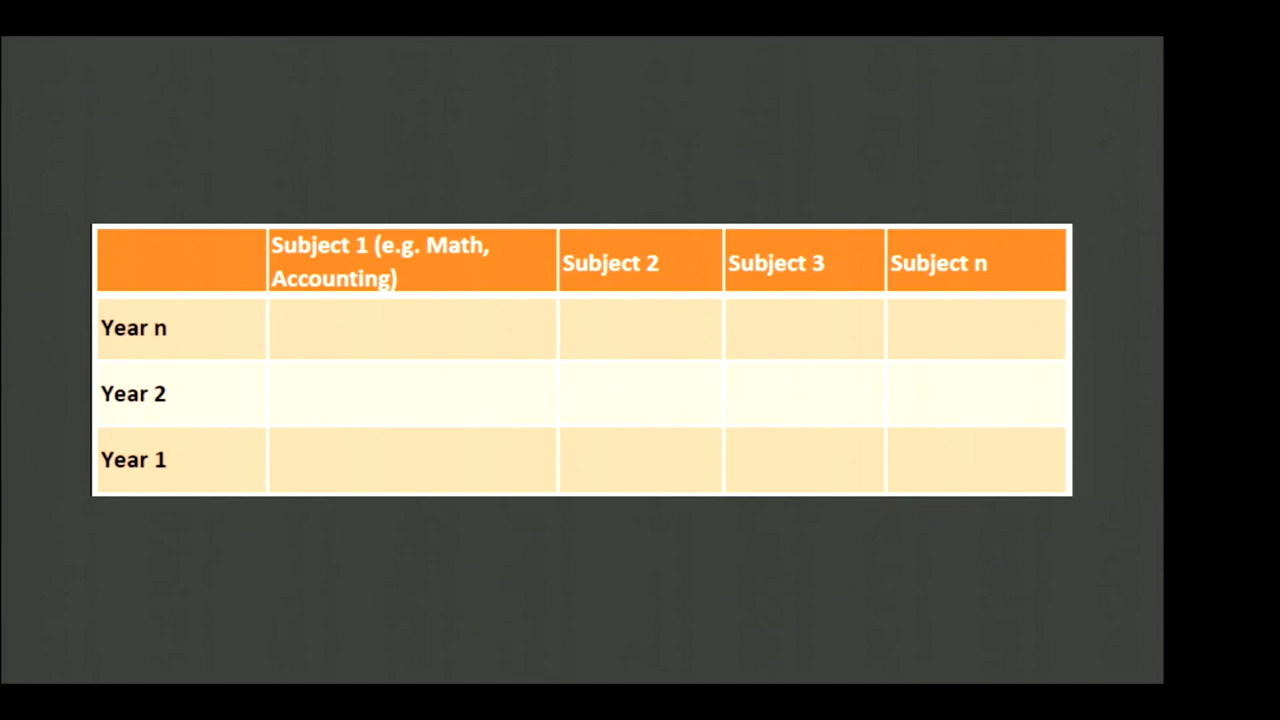 Subject 1 (e.g. Math,
Accounting)
Subject 2
Subject 3
Subject n
Year n
Year 2
Year 1